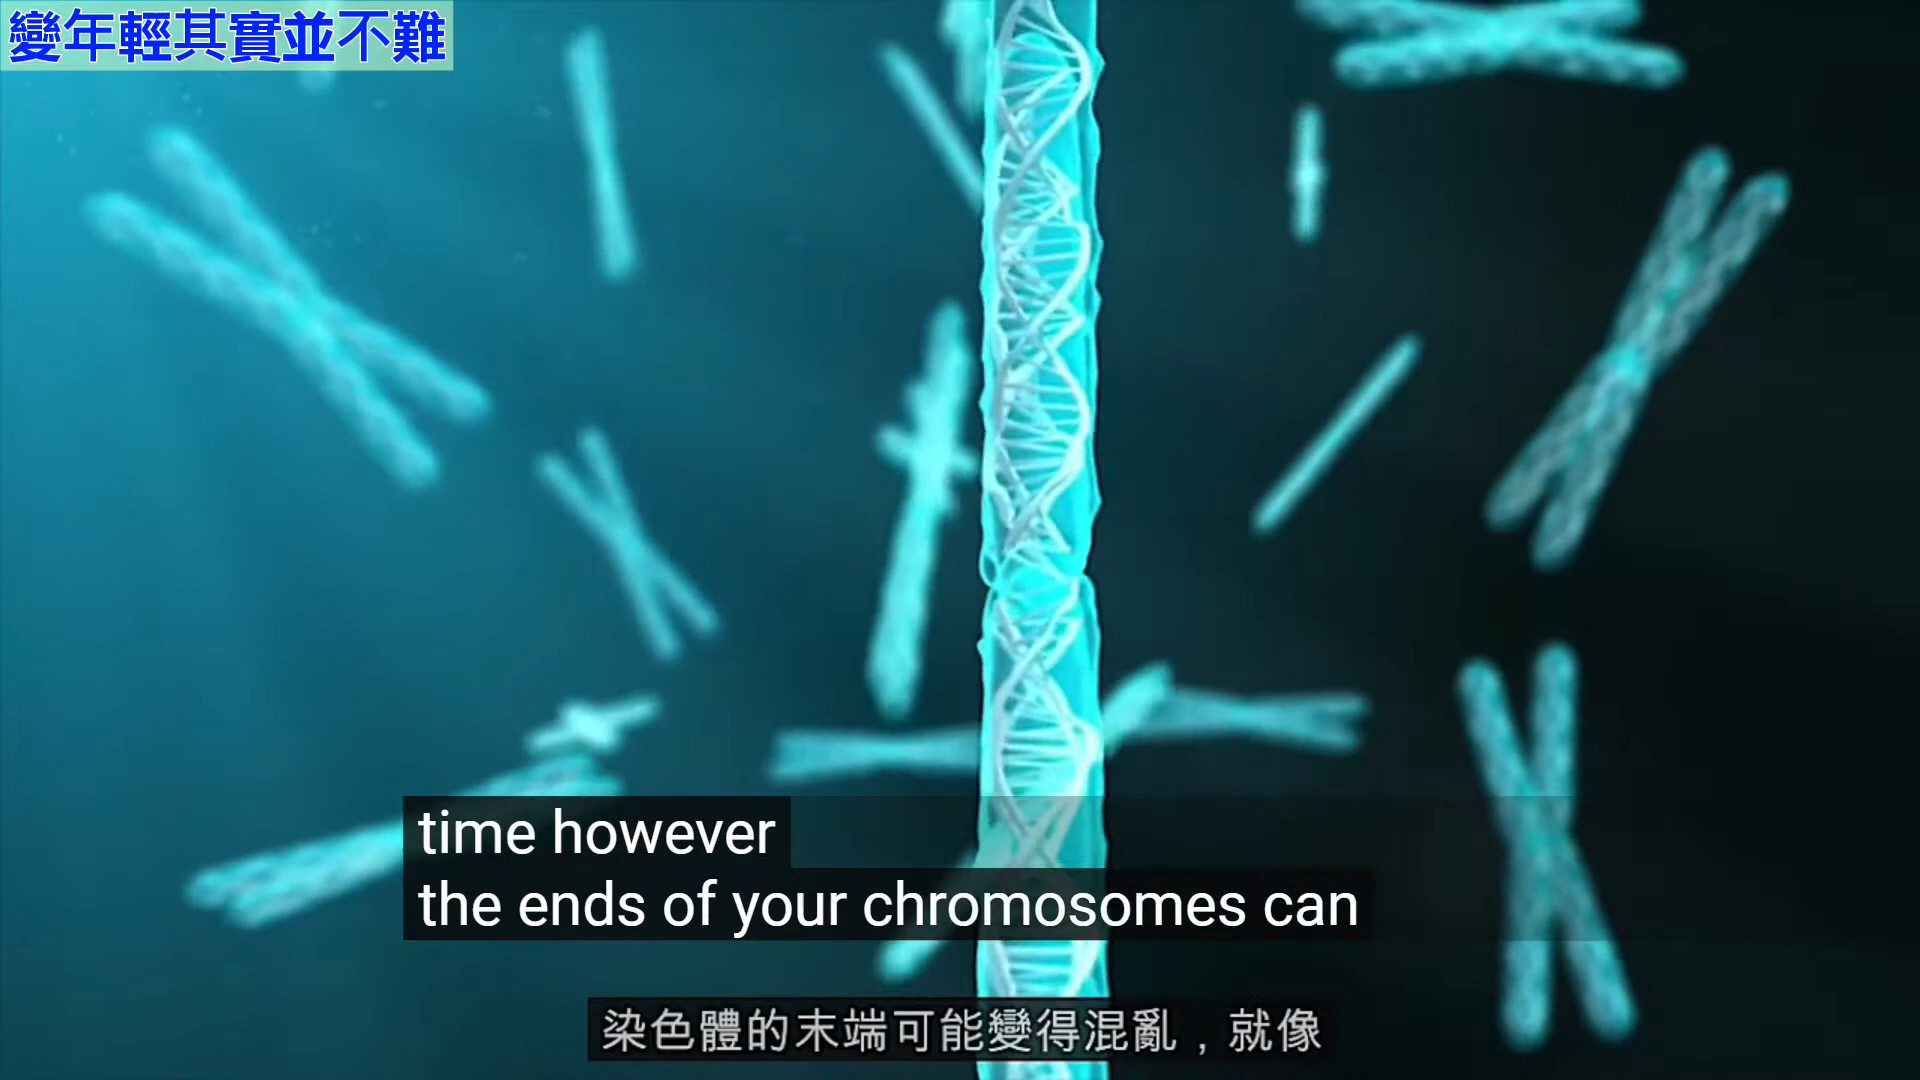 變年輕其實並不難
time however
the ends of your chromosomes can
染色體的末端可能變得混亂，就像